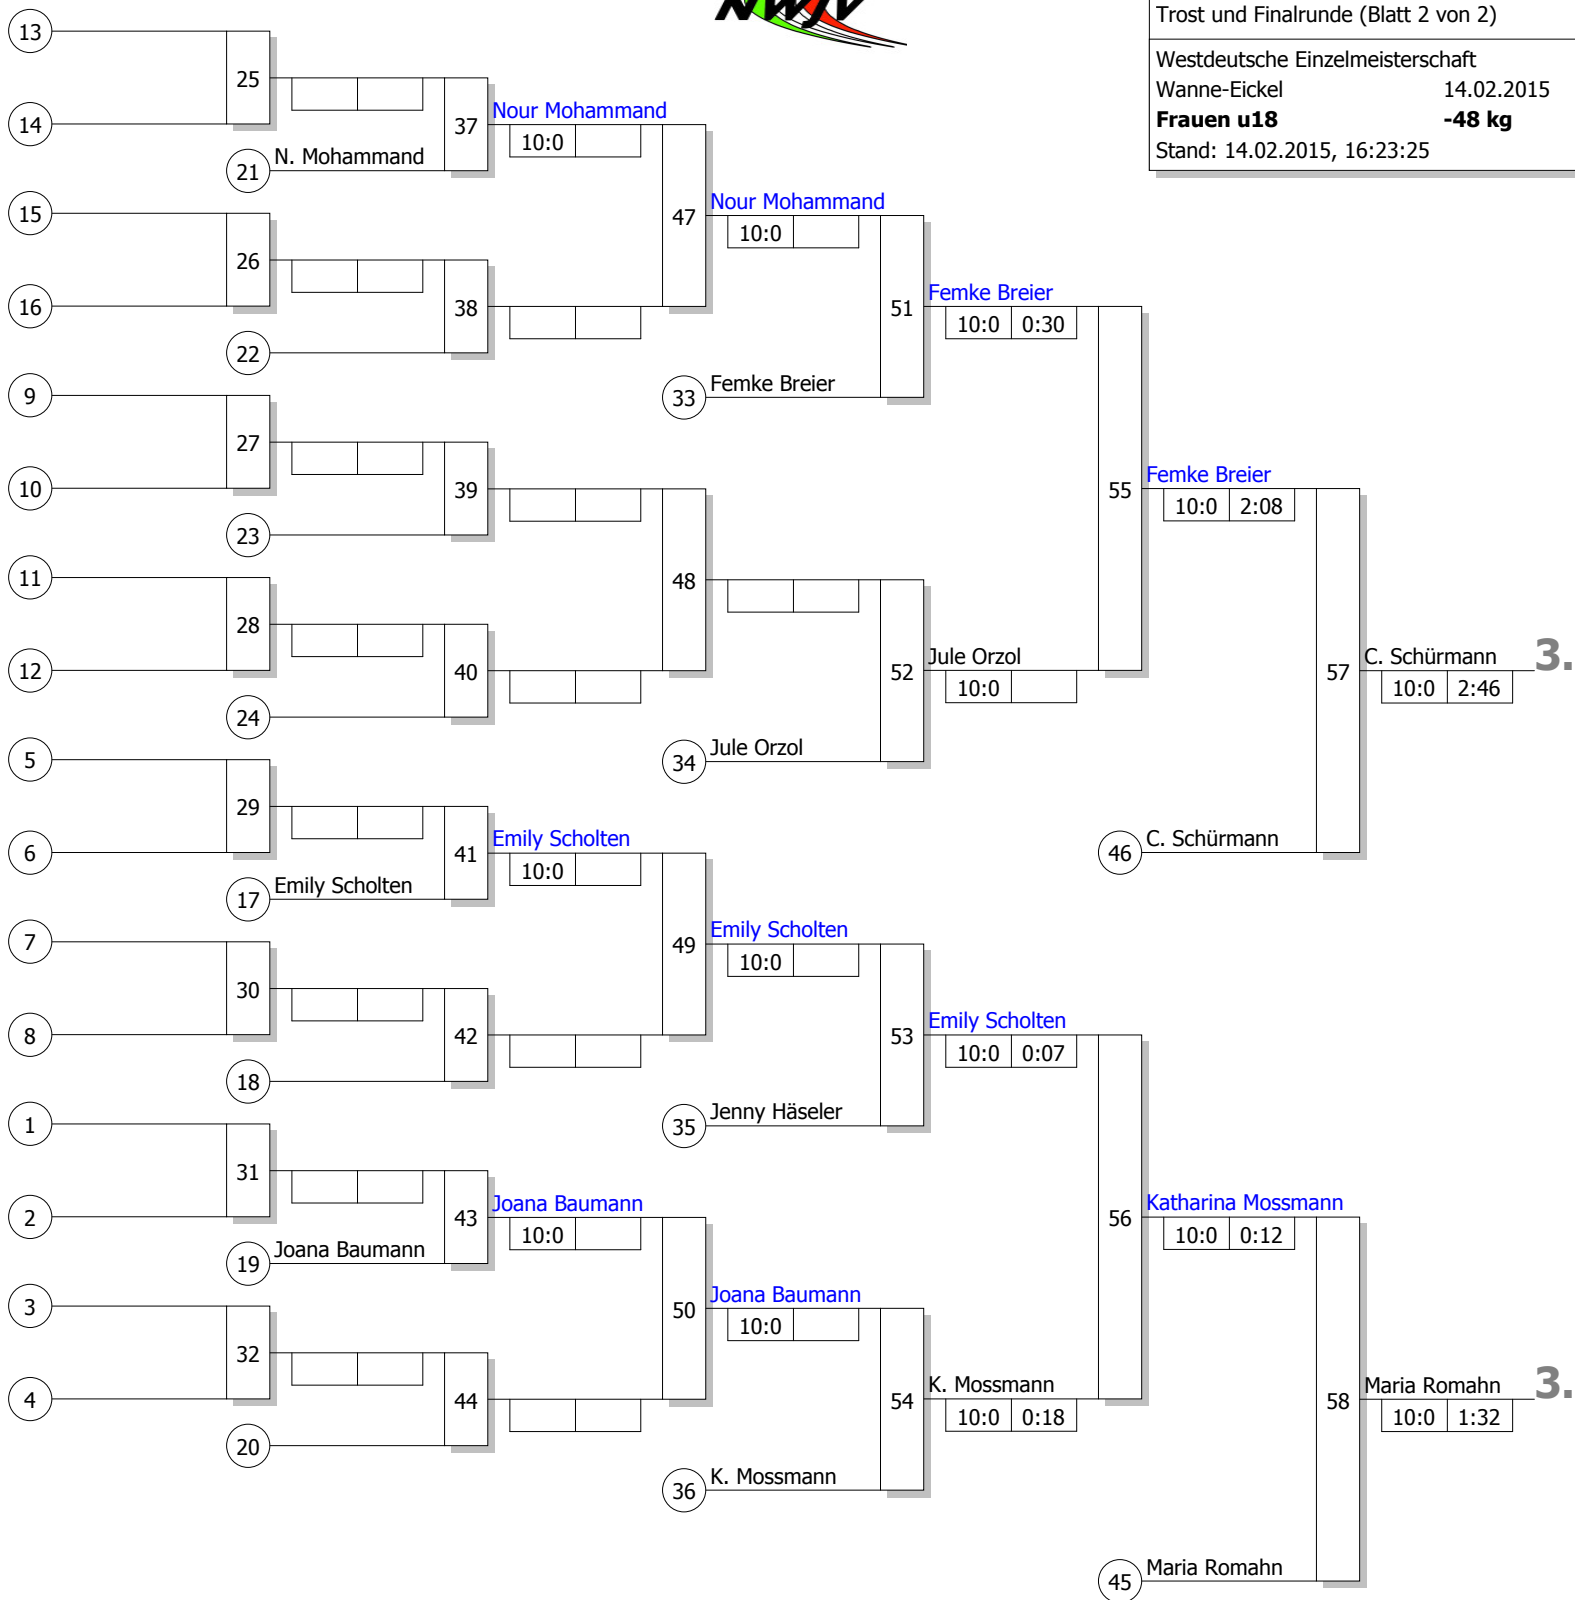 NWJV
Trost und Finalrunde (Blatt 2 von 2)
Westdeutsche Einzelmeisterschaft
Wanne-Eickel 14.02.2015
Frauen u18 -48 kg
Stand: 14.02.2015, 16:23:25
13
25
14
37
Nour Mohammand
10:0
21 N. Mohammand
15
47
Nour Mohammand
10:0
26
16
38
51
Femke Breier
10:0 0:30
22
33 Femke Breier
9
27
10
39
55
Femke Breier
10:0 2:08
23
11
48
28
12
40
52
Jule Orzol
10:0
57
C. Schürmann 3.
10:0 2:46
24
34 Jule Orzol
5
29
6
41
Emily Scholten
10:0
46 C. Schürmann
17 Emily Scholten
7
49
Emily Scholten
10:0
30
8
42
53
Emily Scholten
10:0 0:07
18
35 Jenny Häseler
1
31
2
43
Joana Baumann
10:0
56
Katharina Mossmann
10:0 0:12
19 Joana Baumann
3
50
Joana Baumann
10:0
32
4
44
54
K. Mossmann
10:0 0:18
58
Maria Romahn 3.
10:0 1:32
20
36 K. Mossmann
45 Maria Romahn